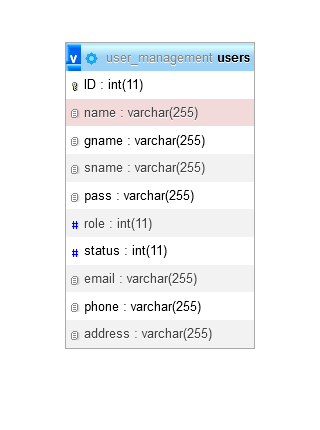 v user_management users
ID : int(11)
name : varchar(255)
gname : varchar(255)
sname : varchar(255)
pass : varchar(255)
# role : int(11)
# status : int(11)
email : varchar(255)
phone : varchar(255)
address : varchar(255)